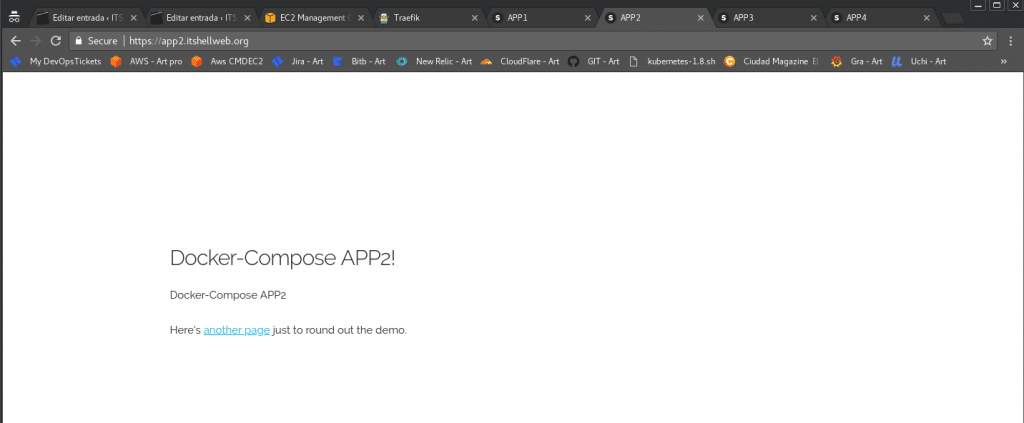 Editar entrada ‹ ITS
Editar entrada ‹ ITS
EC2 Management
Traefik
APP1
APP2
APP3
APP4
Secure
https://app2.itshellweb.org
My DevOpsTickets
AWS - Art pro
Aws CMDEC2
Jira - Art
Bitb - Art
New Relic - Art
CloudFlare - Art
GIT - Art
kubernetes-1.8.sh
Ciudad Magazine
Gra - Art
Uchi - Art
»
Docker-Compose APP2!
Docker-Compose APP2
Here's another page just to round out the demo.